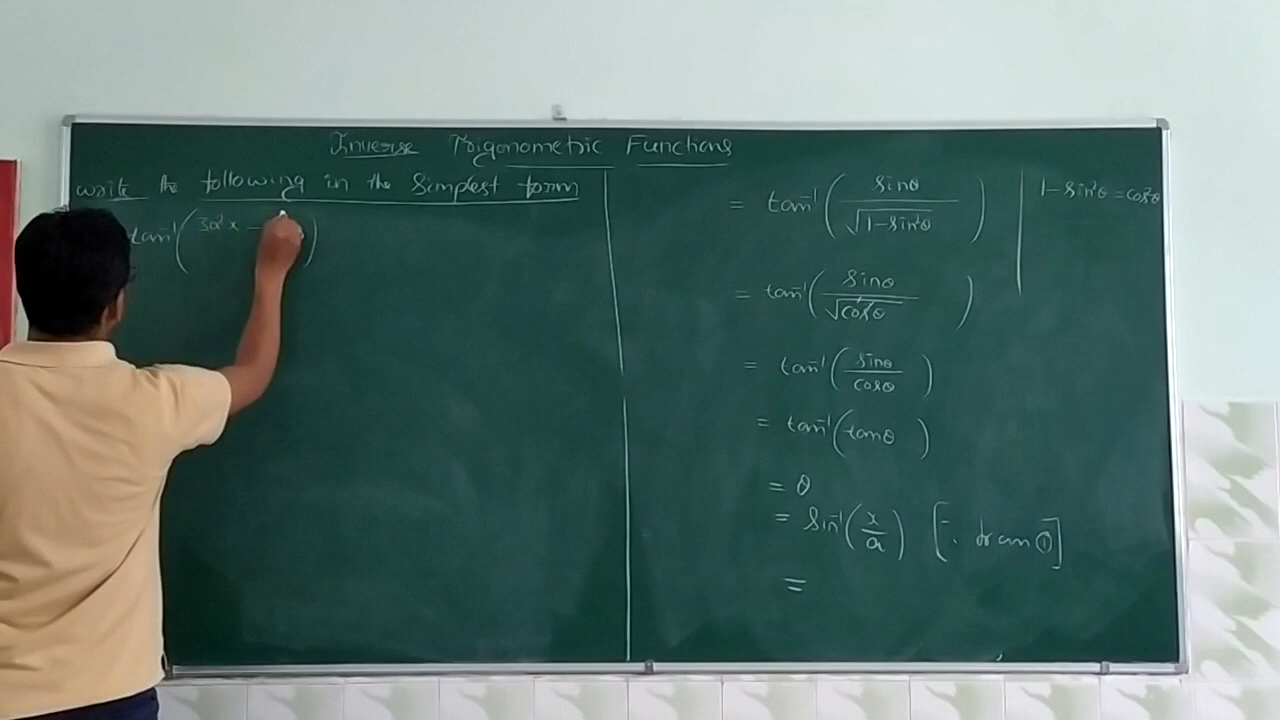 Inverse Trigonometric Functions
write the following in the Simplest form
tan⁻¹(3a²x −
= tan⁻¹(sinθ/√1−sin²θ)
1−sin²θ = cos²θ
= tan⁻¹(sinθ/√cos²θ)
= tan⁻¹(sinθ/cosθ)
= tan⁻¹(tanθ)
= θ
= sin⁻¹(x/a) [∵ from ①]
=